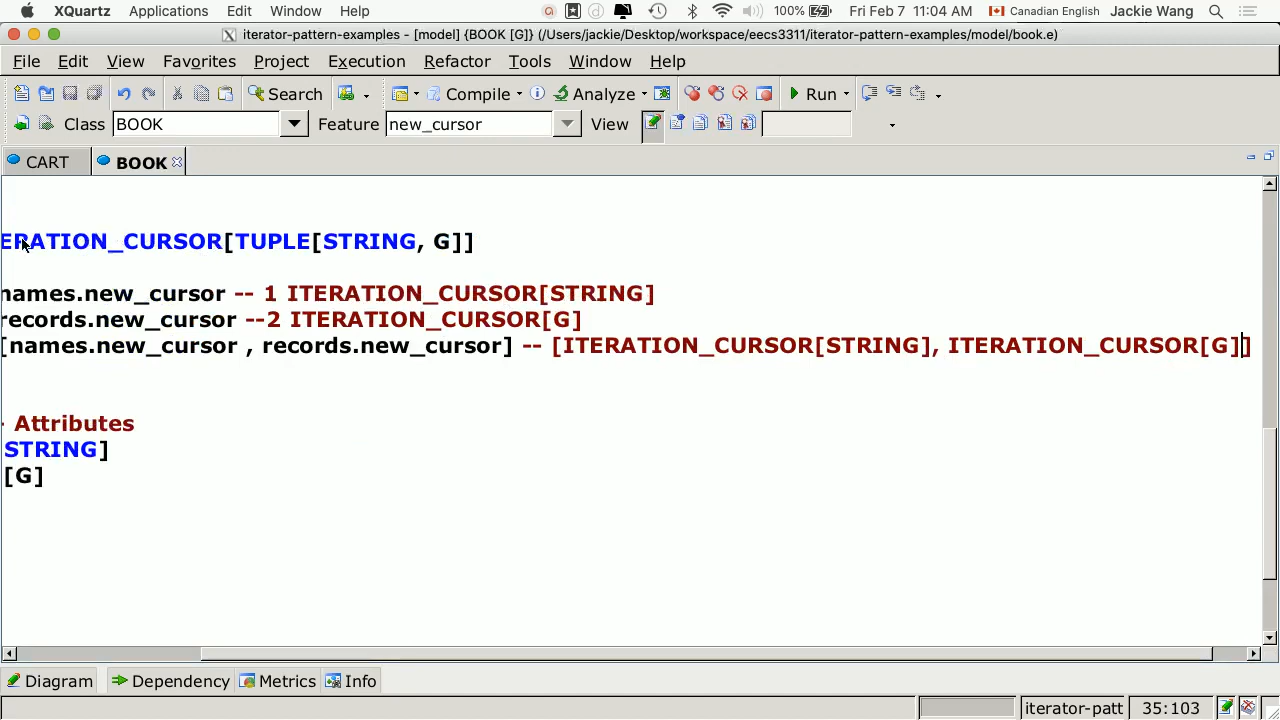 XQuartz Applications Edit Window Help 100% Fri Feb 7 11:04 AM Canadian English Jackie Wang
iterator-pattern-examples - [model] {BOOK [G]} (/Users/jackie/Desktop/workspace/eecs3311/iterator-pattern-examples/model/book.e)
File Edit View Favorites Project Execution Refactor Tools Window Help
Search Compile Analyze Run
Class BOOK Feature new_cursor View
CART BOOK
ERATION_CURSOR[TUPLE[STRING, G]]
names.new_cursor -- 1 ITERATION_CURSOR[STRING]
records.new_cursor --2 ITERATION_CURSOR[G]
[names.new_cursor , records.new_cursor] -- [ITERATION_CURSOR[STRING], ITERATION_CURSOR[G]]
- Attributes
STRING]
[G]
Diagram Dependency Metrics Info
iterator-patt 35:103